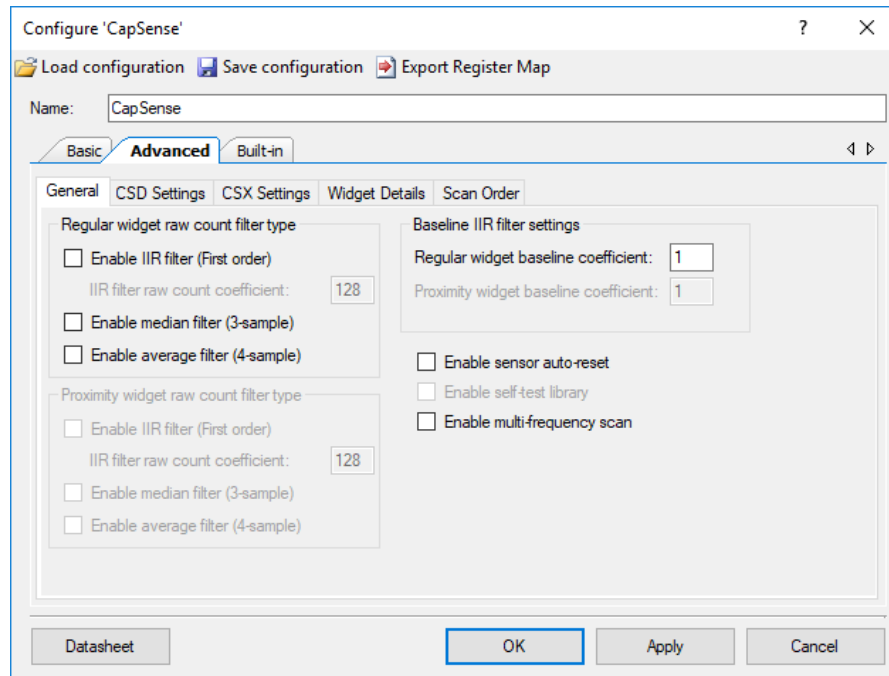 Configure 'CapSense'
?
Load configuration Save configuration Export Register Map
Name: CapSense
Basic Advanced Built-in
General CSD Settings CSX Settings Widget Details Scan Order
Regular widget raw count filter type
Enable IIR filter (First order)
IIR filter raw count coefficient: 128
Enable median filter (3-sample)
Enable average filter (4-sample)
Proximity widget raw count filter type
Enable IIR filter (First order)
IIR filter raw count coefficient: 128
Enable median filter (3-sample)
Enable average filter (4-sample)
Baseline IIR filter settings
Regular widget baseline coefficient: 1
Proximity widget baseline coefficient: 1
Enable sensor auto-reset
Enable self-test library
Enable multi-frequency scan
Datasheet OK Apply Cancel